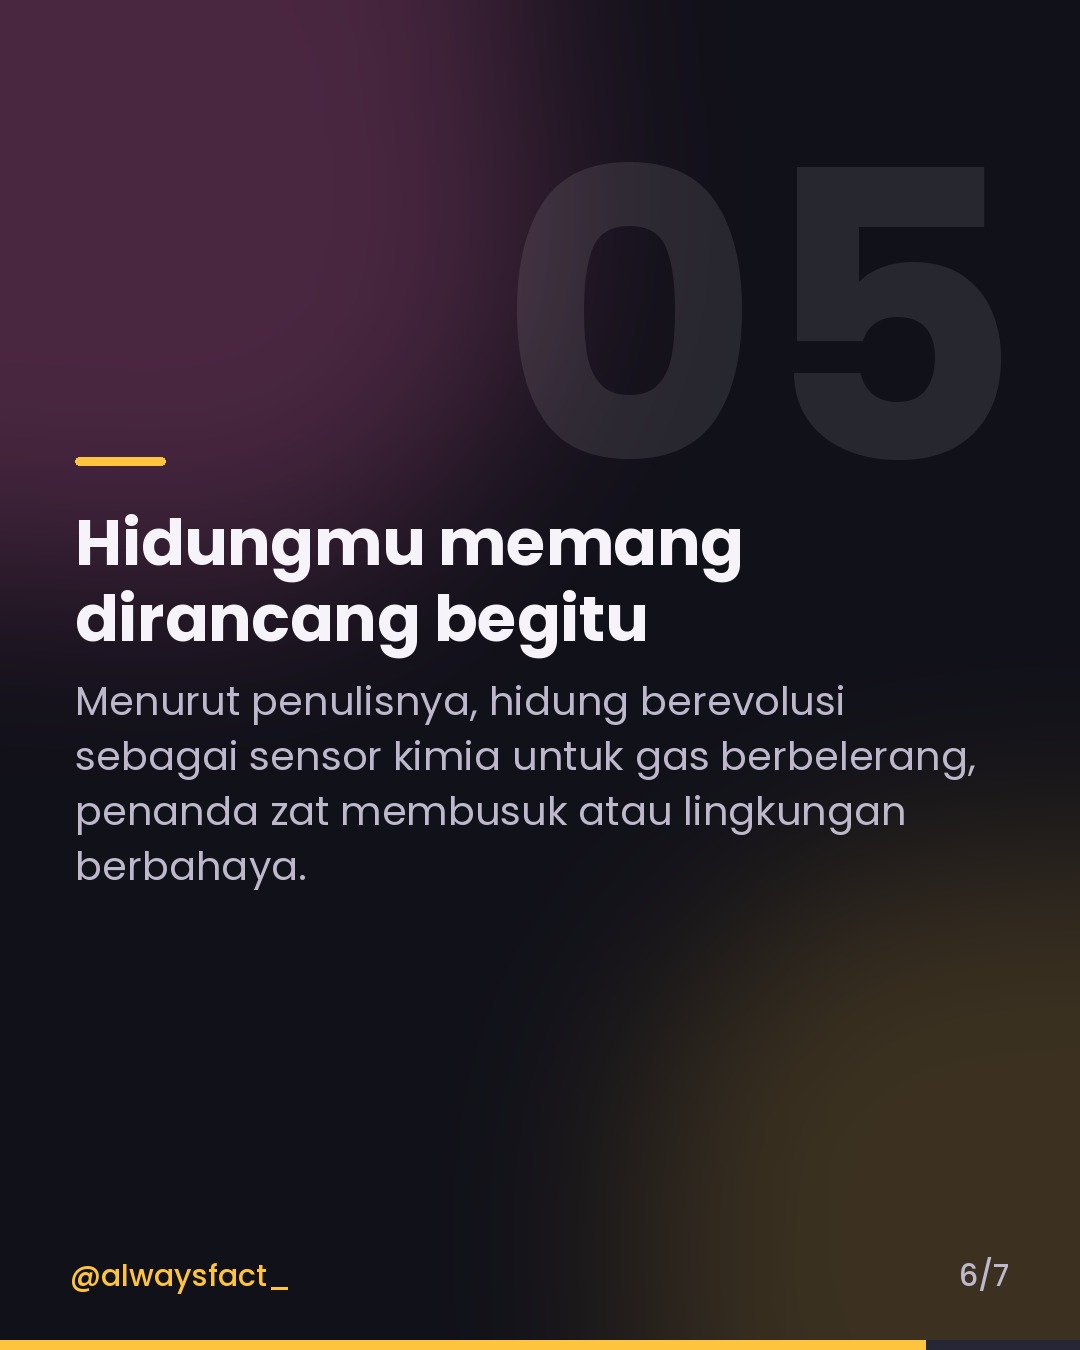 05
Hidungmu memang
dirancang begitu
Menurut penulisnya, hidung berevolusi
sebagai sensor kimia untuk gas berbelerang,
penanda zat membusuk atau lingkungan
berbahaya.
@alwaysfact_
6/7